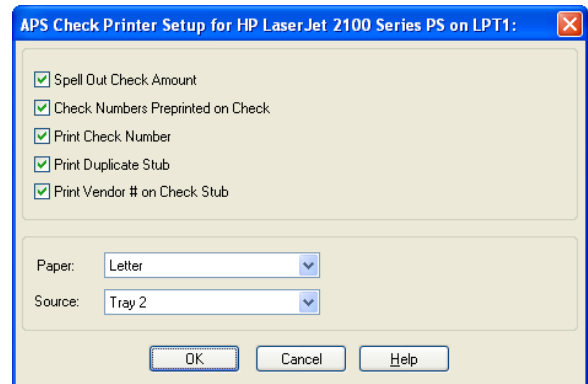 APS Check Printer Setup for HP LaserJet 2100 Series PS on LPT1:
Spell Out Check Amount
Check Numbers Preprinted on Check
Print Check Number
Print Duplicate Stub
Print Vendor # on Check Stub
Paper: Letter
Source: Tray 2
OK Cancel Help